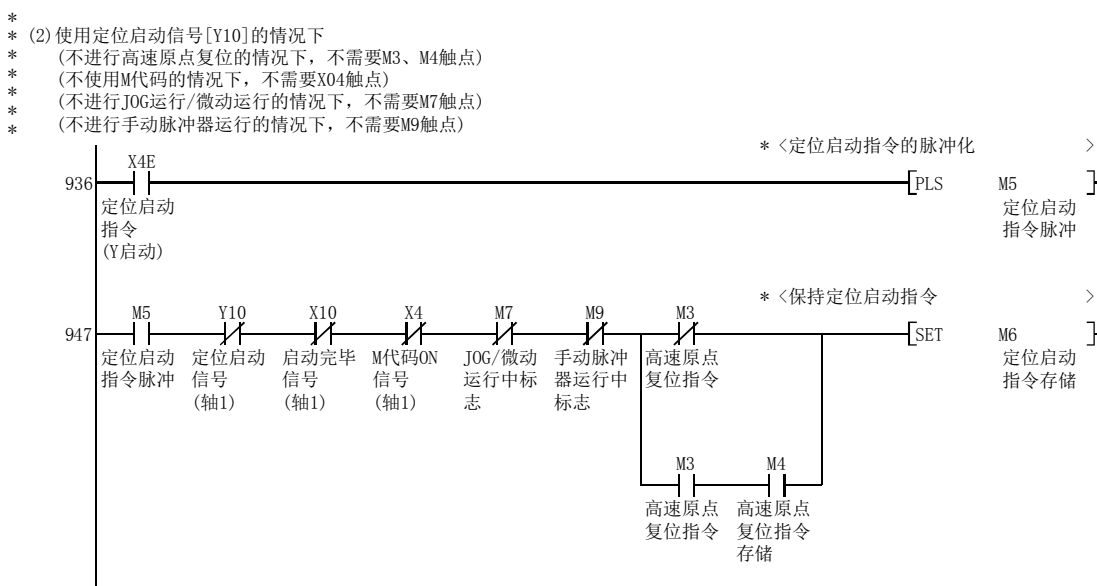 *
* (2)使用定位启动信号[Y10]的情况下
* (不进行高速原点复位的情况下，不需要M3、M4触点)
* (不使用M代码的情况下，不需要X04触点)
* (不进行JOG运行/微动运行的情况下，不需要M7触点)
* (不进行手动脉冲器运行的情况下，不需要M9触点)
*
* <定位启动指令的脉冲化 >
X4E
936 [PLS M5 ]
定位启动 定位启动
指令 指令脉冲
(Y启动)
* <保持定位启动指令 >
M5 Y10 X10 X4 M7 M9 M3
947 [SET M6 ]
定位启动 定位启动 启动完毕 M代码ON JOG/微动 手动脉冲 高速原点 定位启动
指令脉冲 信号 信号 信号 运行中标 器运行中 复位指令 指令存储
(轴1) (轴1) (轴1) 志 标志
M3 M4
高速原点 高速原点
复位指令 复位指令
存储